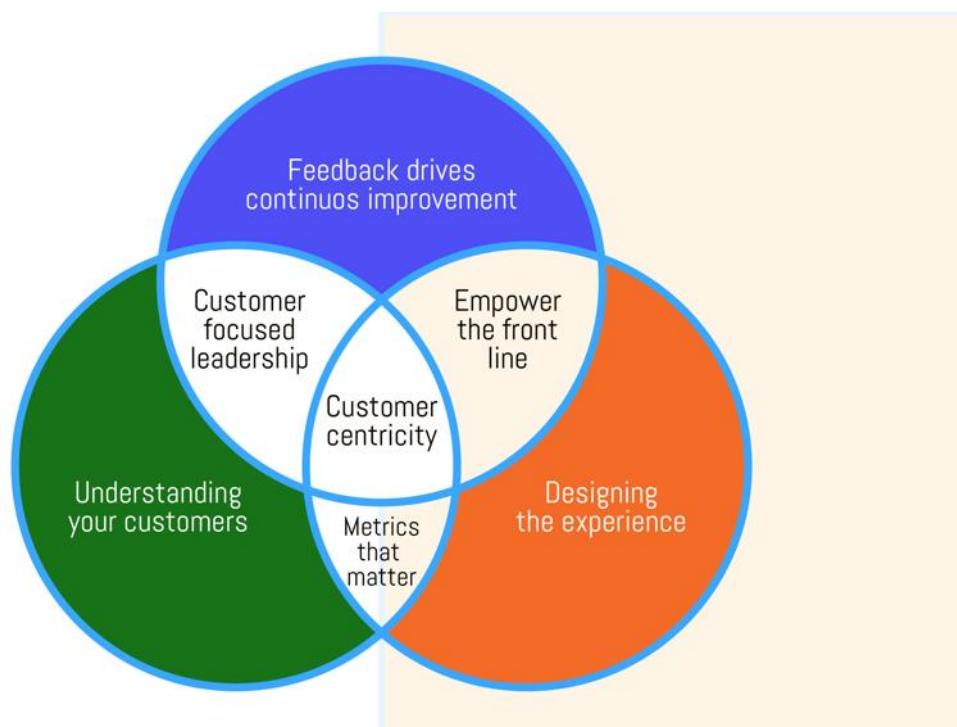 Feedback drives
continuos improvement
Customer
focused
leadership
Empower
the front
line
Customer
centricity
Understanding
your customers
Designing
the experience
Metrics
that
matter